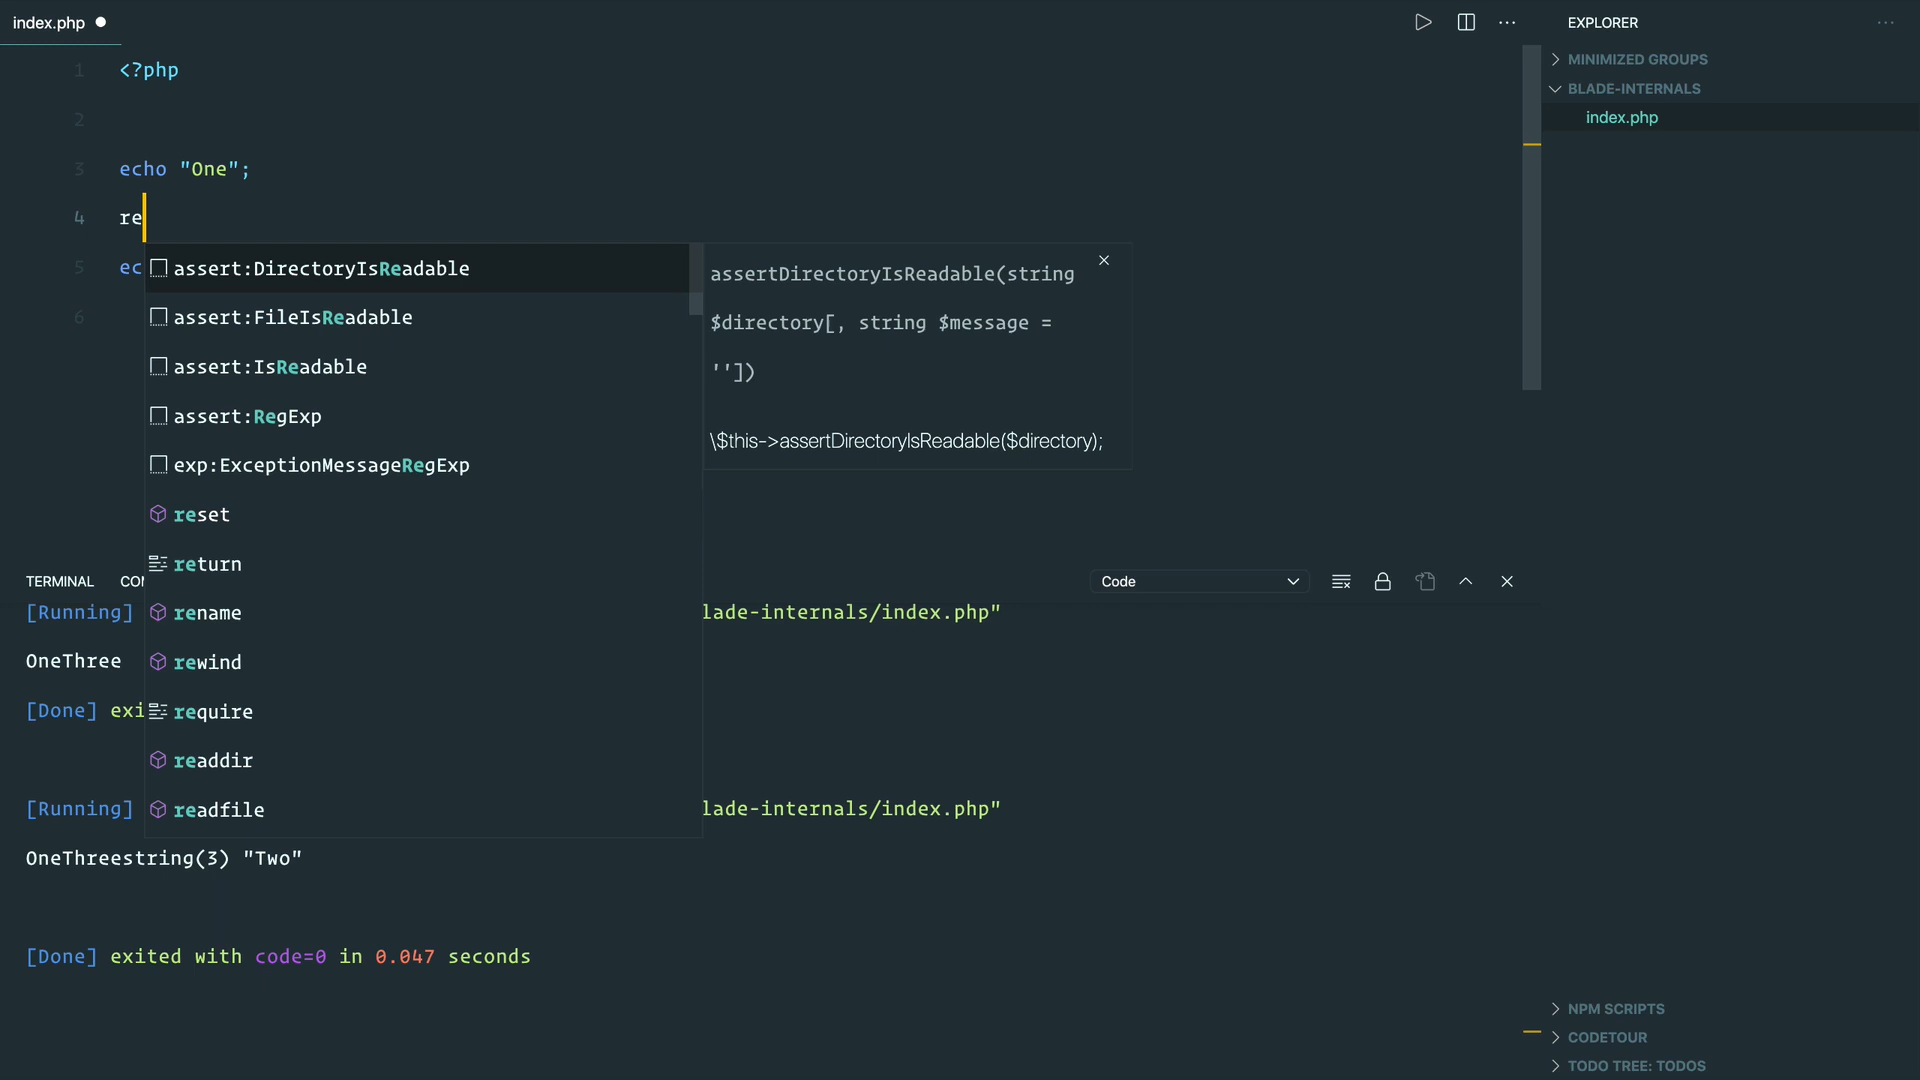 index.php
EXPLORER
MINIMIZED GROUPS
BLADE-INTERNALS
index.php
1 <?php
2
3 echo "One";
4 re
5 ec
6
assert:DirectoryIsReadable
assert:FileIsReadable
assert:IsReadable
assert:RegExp
exp:ExceptionMessageRegExp
reset
return
rename
rewind
require
readdir
readfile
assertDirectoryIsReadable(string
$directory[, string $message =
''])
\$this->assertDirectoryIsReadable($directory);
TERMINAL
Code
[Running] lade-internals/index.php"
OneThree
[Done] exi
[Running] lade-internals/index.php"
OneThreestring(3) "Two"
[Done] exited with code=0 in 0.047 seconds
NPM SCRIPTS
CODETOUR
TODO TREE: TODOS